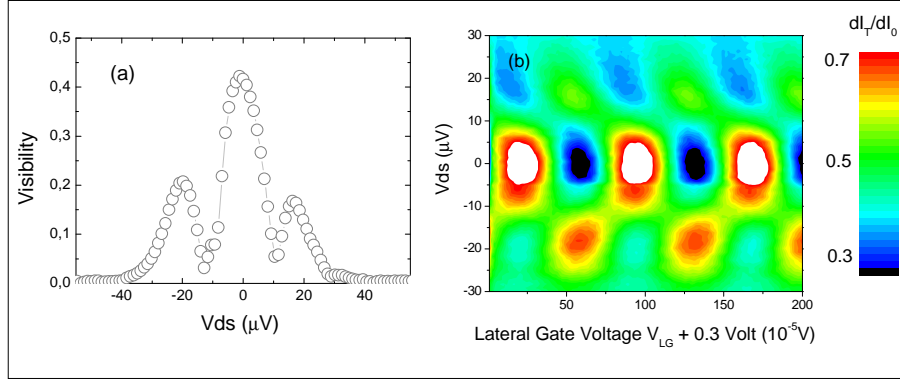 (a)
0,5
0,4
0,3
0,2
0,1
0,0
Visibility
-40 -20 0 20 40
Vds (μV)
(b)
30
20
10
0
-10
-20
-30
Vds (μV)
50 100 150 200
Lateral Gate Voltage V_LG + 0.3 Volt (10^-5V)
dI_T/dI_0
0.7
0.5
0.3